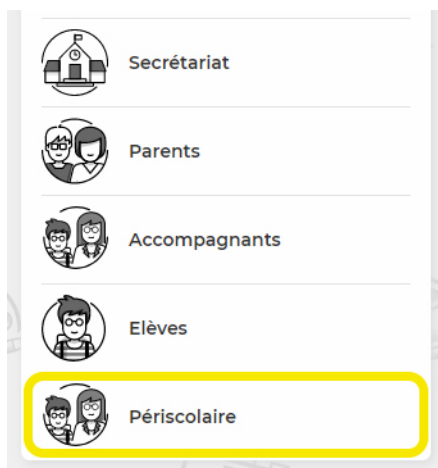 Secrétariat
Parents
Accompagnants
Elèves
Périscolaire